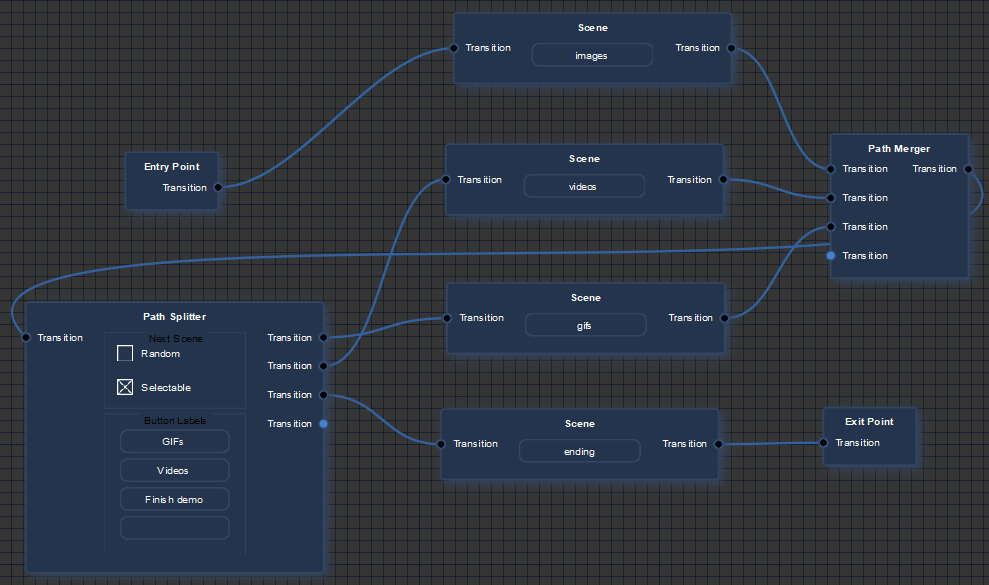 Scene
Transition
images
Transition
Entry Point
Transition
Scene
Transition
videos
Transition
Path Merger
Transition
Transition
Transition
Transition
Transition
Scene
Transition
gifs
Transition
Path Splitter
Transition
Next Scene
Random
Selectable
Button Labels
GIFs
Videos
Finish demo
Transition
Transition
Transition
Transition
Scene
Transition
ending
Transition
Exit Point
Transition